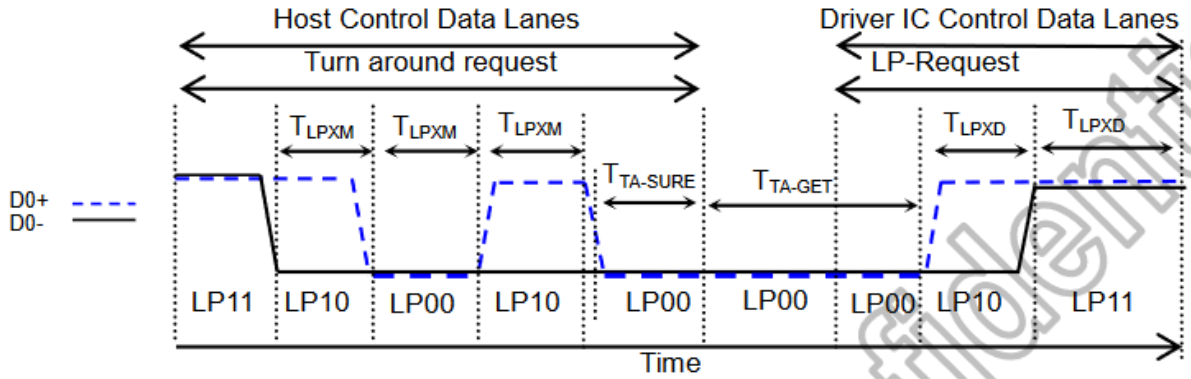 Host Control Data Lanes Driver IC Control Data Lanes
Turn around request LP-Request
TLPXM TLPXM TLPXM TLPXD TLPXD
TTA-SURE TTA-GET
D0+
D0-
LP11 LP10 LP00 LP10 LP00 LP00 LP00 LP10 LP11
Time